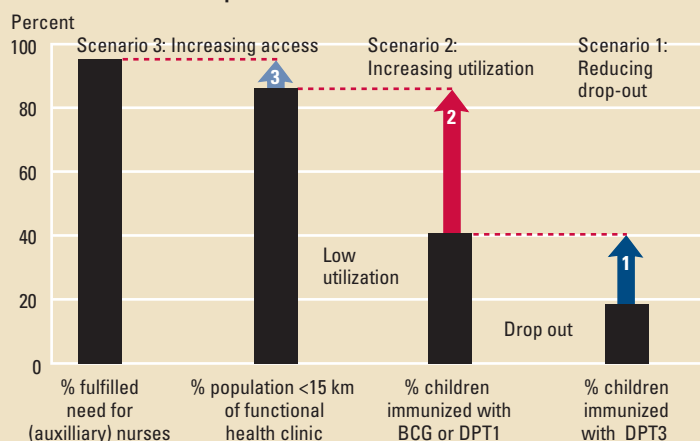 Percent
100
80
60
40
20
0
Scenario 3: Increasing access
Scenario 2:
Increasing utilization
Scenario 1:
Reducing
drop-out
3
2
1
Low
utilization
Drop out
% fulfilled
need for
(auxilliary) nurses
% population <15 km
of functional
health clinic
% children
immunized with
BCG or DPT1
% children
immunized
with DPT3